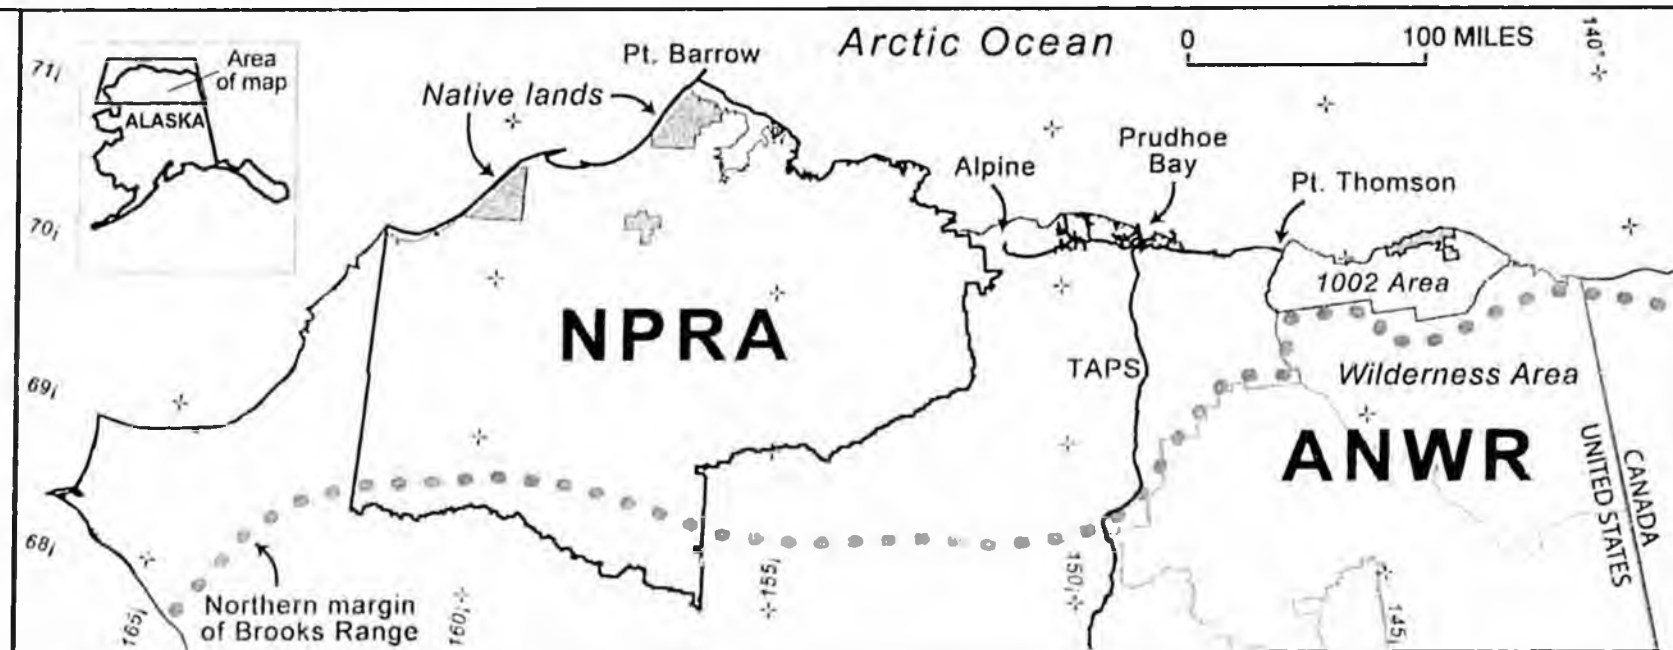 Arctic Ocean
0 100 MILES
140°
71¡
70¡
69¡
68¡
Area
of map
ALASKA
Pt. Barrow
Native lands
Alpine
Prudhoe
Bay
Pt. Thomson
1002 Area
NPRA
TAPS
Wilderness Area
ANWR
CANADA
UNITED STATES
Northern margin
of Brooks Range
165¡
160¡
155¡
150¡
145¡